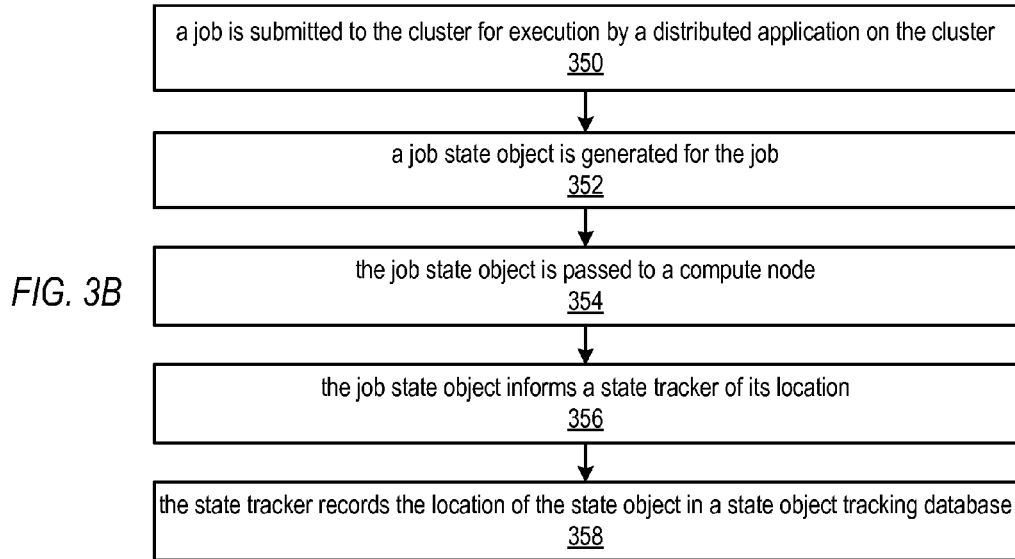 a job is submitted to the cluster for execution by a distributed application on the cluster
350
a job state object is generated for the job
352
the job state object is passed to a compute node
354
FIG. 3B
the job state object informs a state tracker of its location
356
the state tracker records the location of the state object in a state object tracking database
358